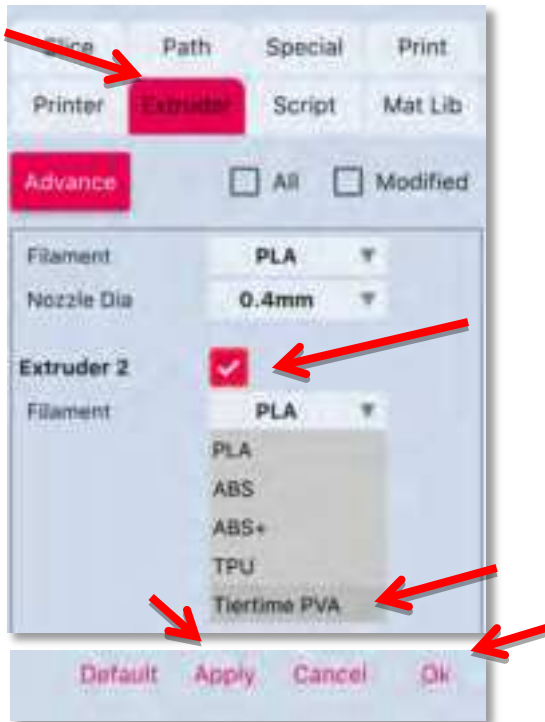 Slice Path Special Print
Printer Extruder Script Mat Lib
Advance All Modified
Filament PLA
Nozzle Dia 0.4mm
Extruder 2
Filament PLA
PLA
ABS
ABS+
TPU
Tiertime PVA
Default Apply Cancel Ok